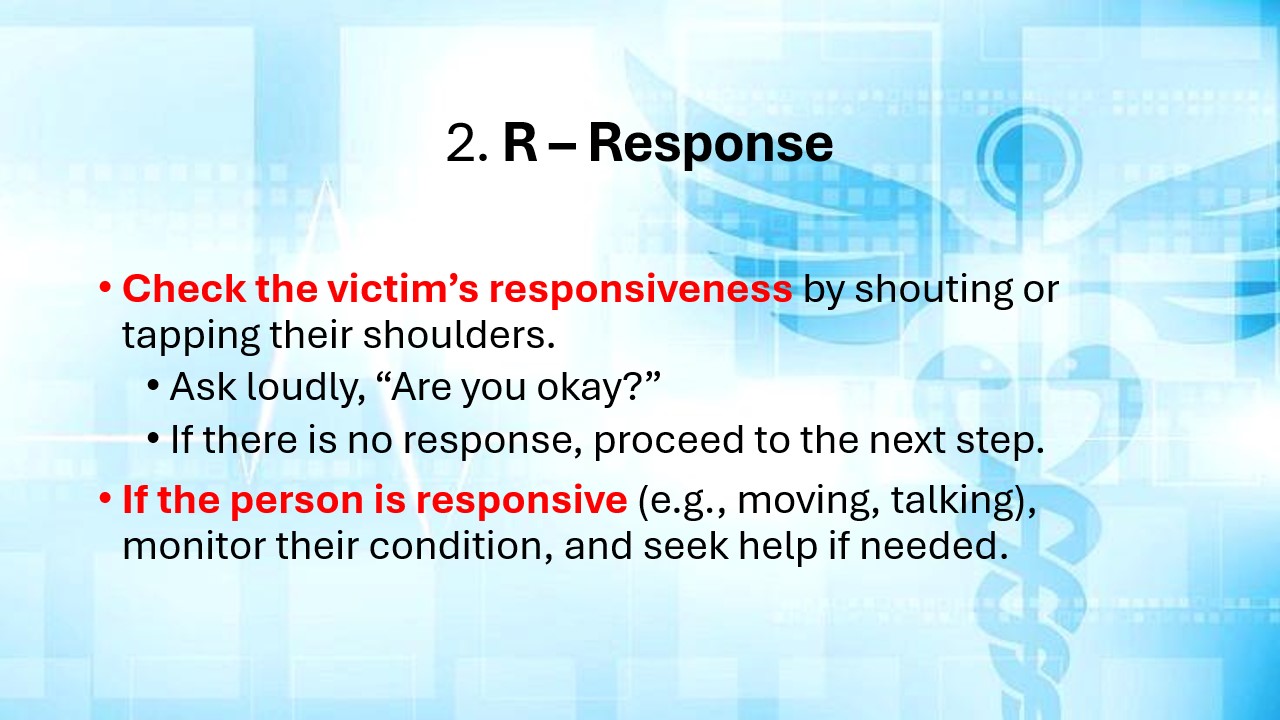 2. R – Response
• Check the victim’s responsiveness by shouting or
tapping their shoulders.
• Ask loudly, “Are you okay?”
• If there is no response, proceed to the next step.
• If the person is responsive (e.g., moving, talking),
monitor their condition, and seek help if needed.